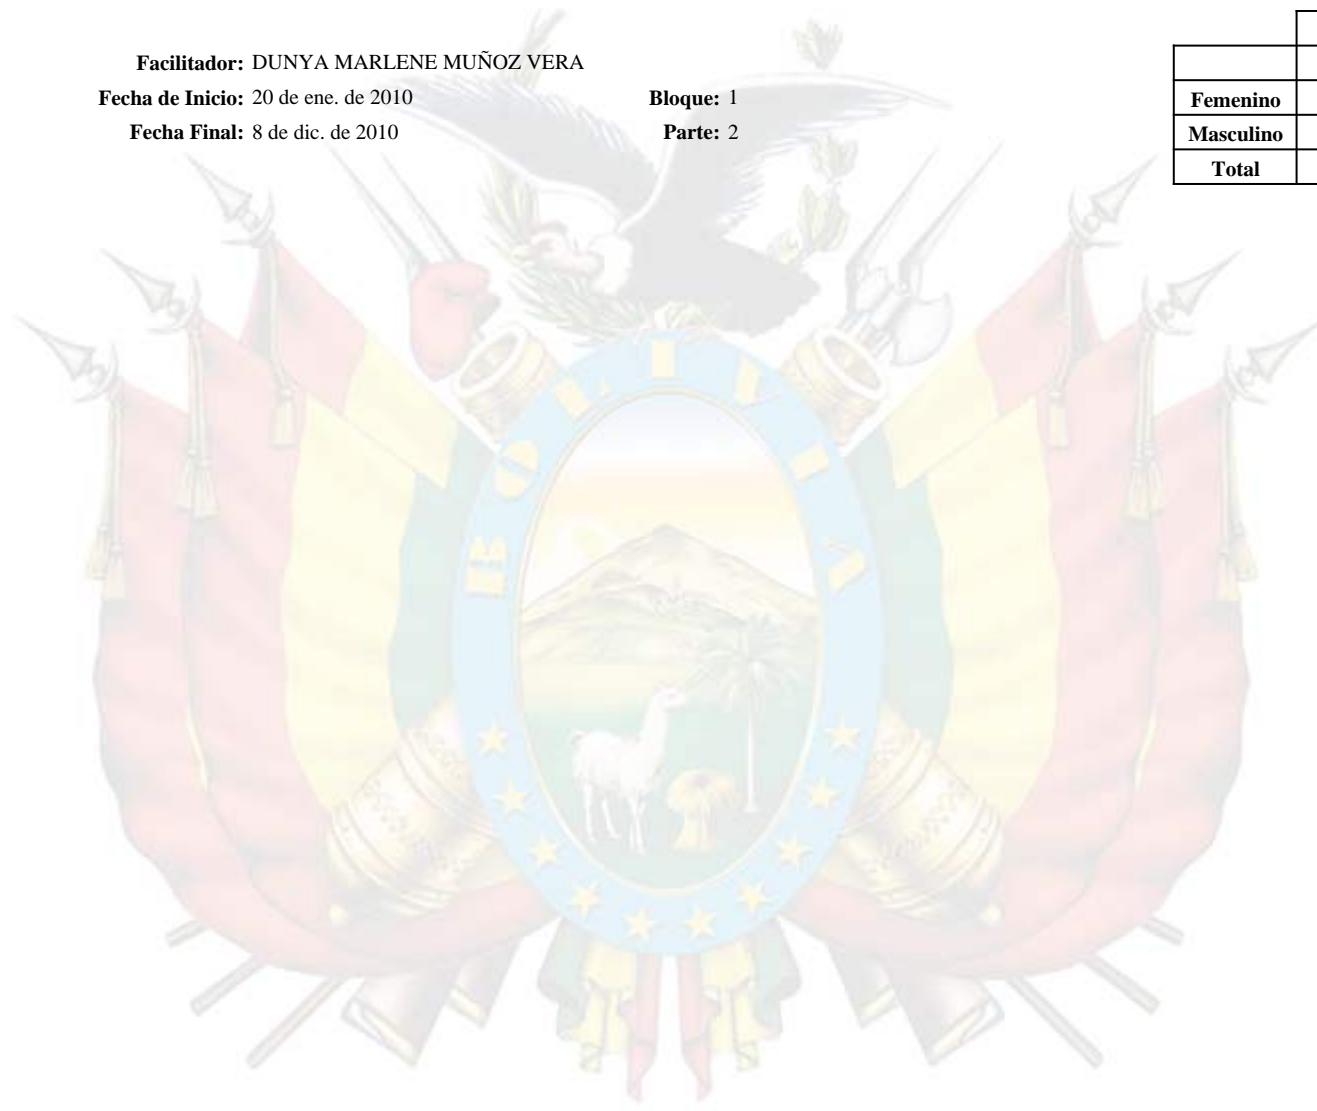 Facilitador: DUNYA MARLENE MUÑOZ VERA
Fecha de Inicio: 20 de ene. de 2010 Bloque: 1
Fecha Final: 8 de dic. de 2010 Parte: 2
Femenino
Masculino
Total
BOLIVIA